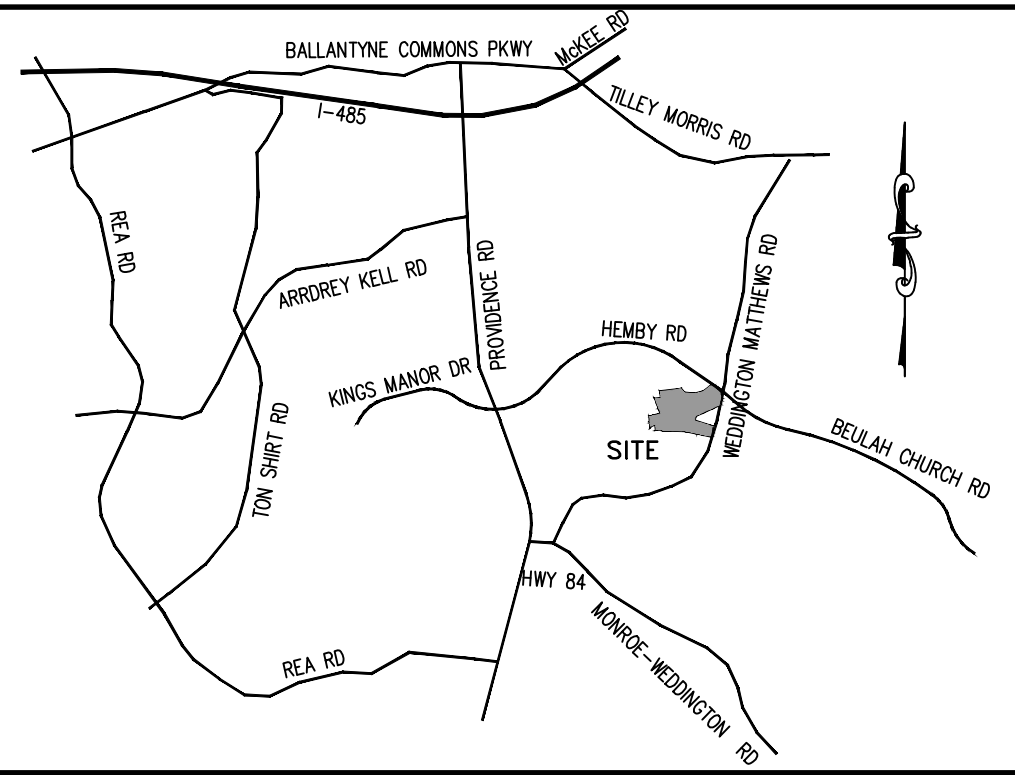 BALLANTYNE COMMONS PKWY
McKEE RD
I-485
TILLEY MORRIS RD
REA RD
ARRDREY KELL RD
PROVIDENCE RD
WEDDINGTON MATTHEWS RD
HEMBY RD
KINGS MANOR DR
TON SHIRT RD
SITE
BEULAH CHURCH RD
HWY 84
MONROE-WEDDINGTON RD
REA RD